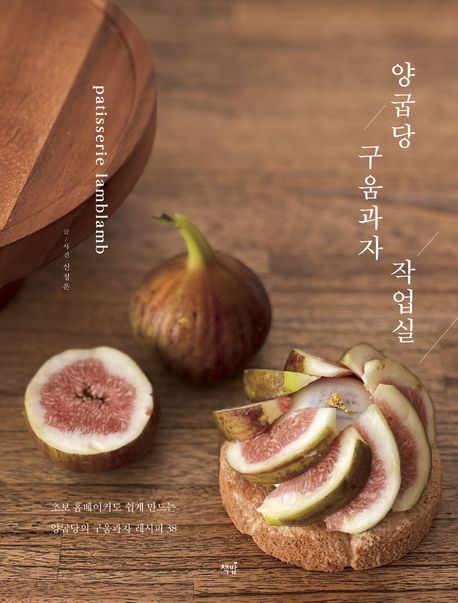 양굽당
구움과자
작업실
patisserie lamblamb
글/사진 신정은
초보 홈베이커도 쉽게 만드는
양굽당의 구움과자 레시피 38
책밥